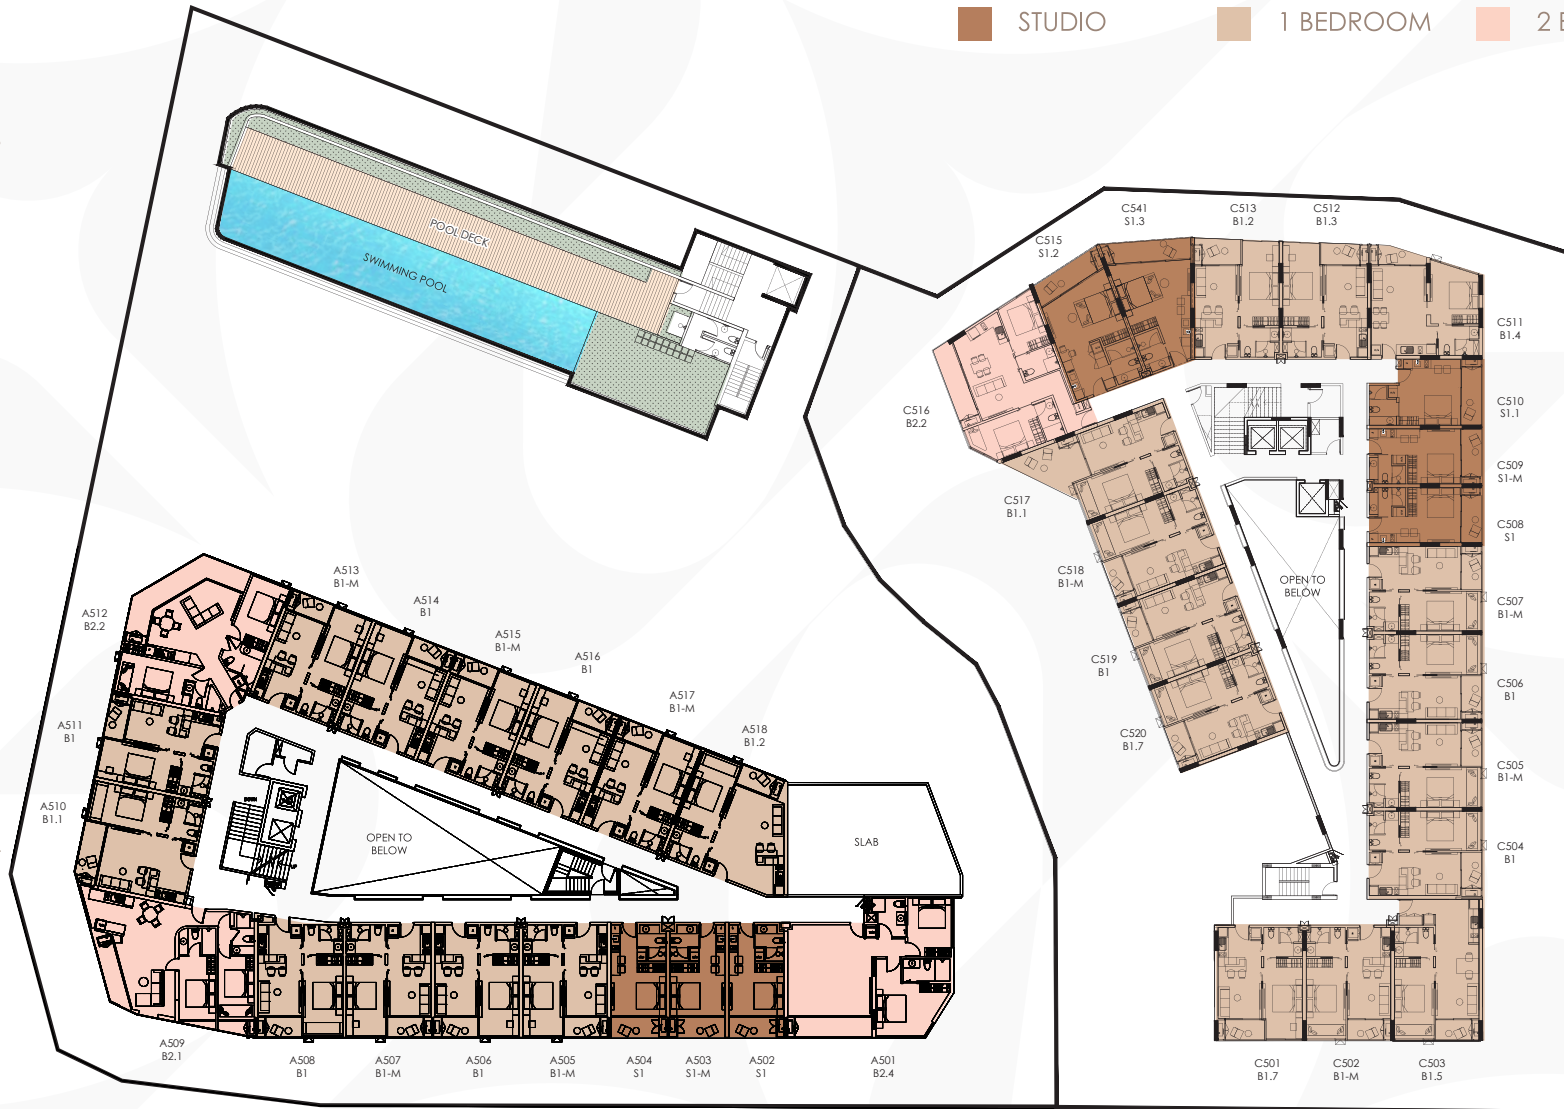 STUDIO
1 BEDROOM
2 B
POOL DECK
SWIMMING POOL
C541
S1.3
C513
B1.2
C512
B1.3
C515
S1.2
C511
B1.4
C510
S1.1
C516
B2.2
C509
S1-M
C517
B1.1
C508
S1
C518
B1-M
OPEN TO
BELOW
C507
B1-M
C519
B1
C506
B1
C520
B1.7
C505
B1-M
C504
B1
C501
B1.7
C502
B1-M
C503
B1.5
A513
B1-M
A514
B1
A512
B2.2
A515
B1-M
A516
B1
A517
B1-M
A511
B1
A518
B1.2
A510
B1.1
OPEN TO
BELOW
SLAB
A509
B2.1
A508
B1
A507
B1-M
A506
B1
A505
B1-M
A504
S1
A503
S1-M
A502
S1
A501
B2.4